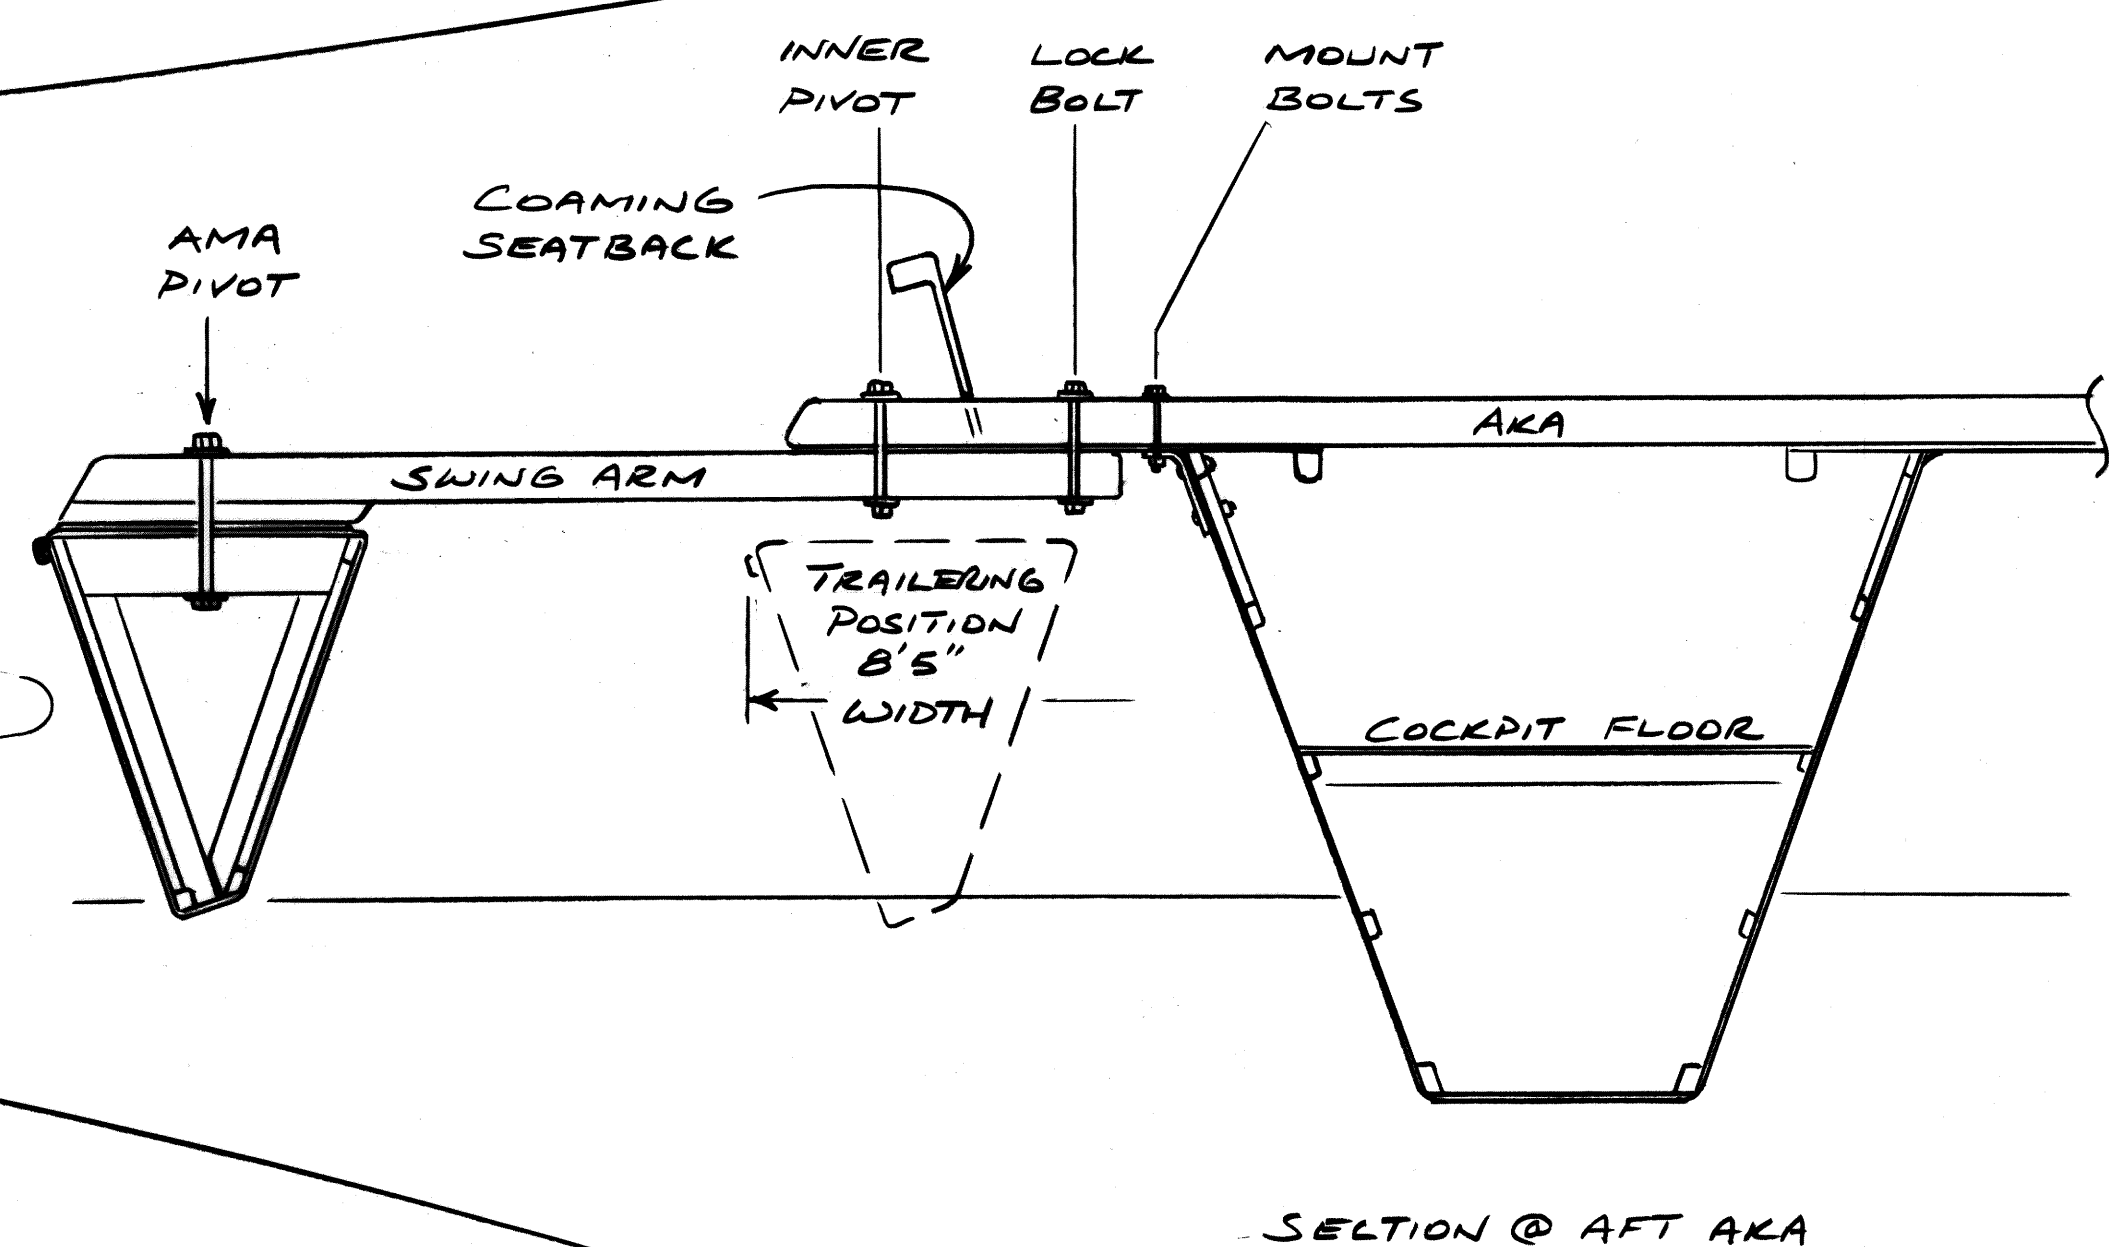 INNER
PIVOT
LOCK
BOLT
MOUNT
BOLTS
COAMING
SEATBACK
AMA
PIVOT
AKA
SWING ARM
TRAILERING
POSITION
8'5"
WIDTH
COCKPIT FLOOR
SECTION @ AFT AKA